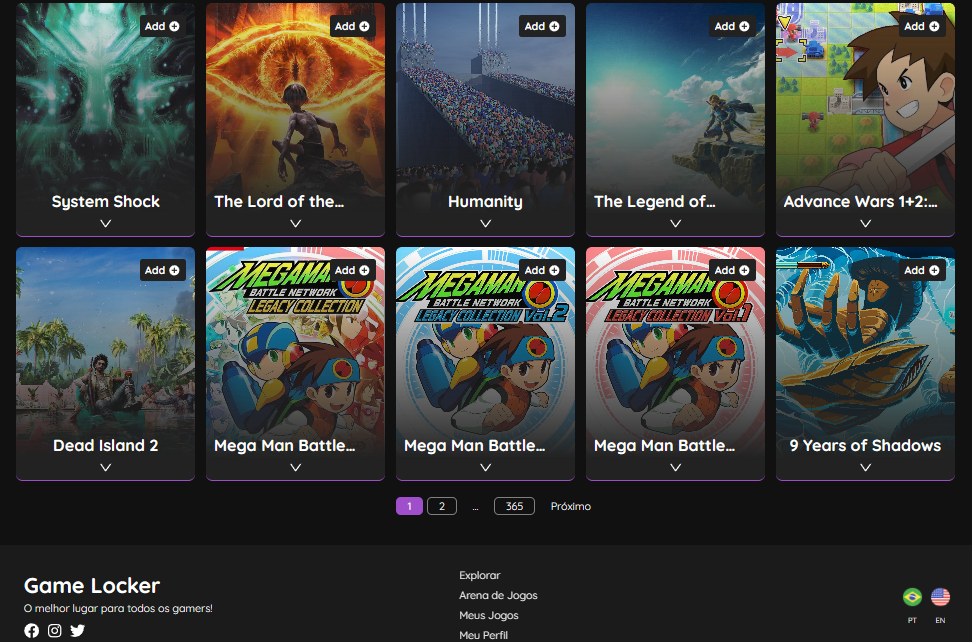 Add
Add
Add
Add
Add
System Shock
The Lord of the...
Humanity
The Legend of...
Advance Wars 1+2:...
Add
Add
Add
Add
Add
MEGAMA
BATTLE NETWORK
LEGACY COLLECTION
MEGAMAN
BATTLE NETWORK
LEGACY COLLECTION VOL.2
MEGAMAN
BATTLE NETWORK
LEGACY COLLECTION VOL.1
Dead Island 2
Mega Man Battle...
Mega Man Battle...
Mega Man Battle...
9 Years of Shadows
1 2 ... 365 Próximo
Game Locker
O melhor lugar para todos os gamers!
Explorar
Arena de Jogos
Meus Jogos
Meu Perfil
PT EN